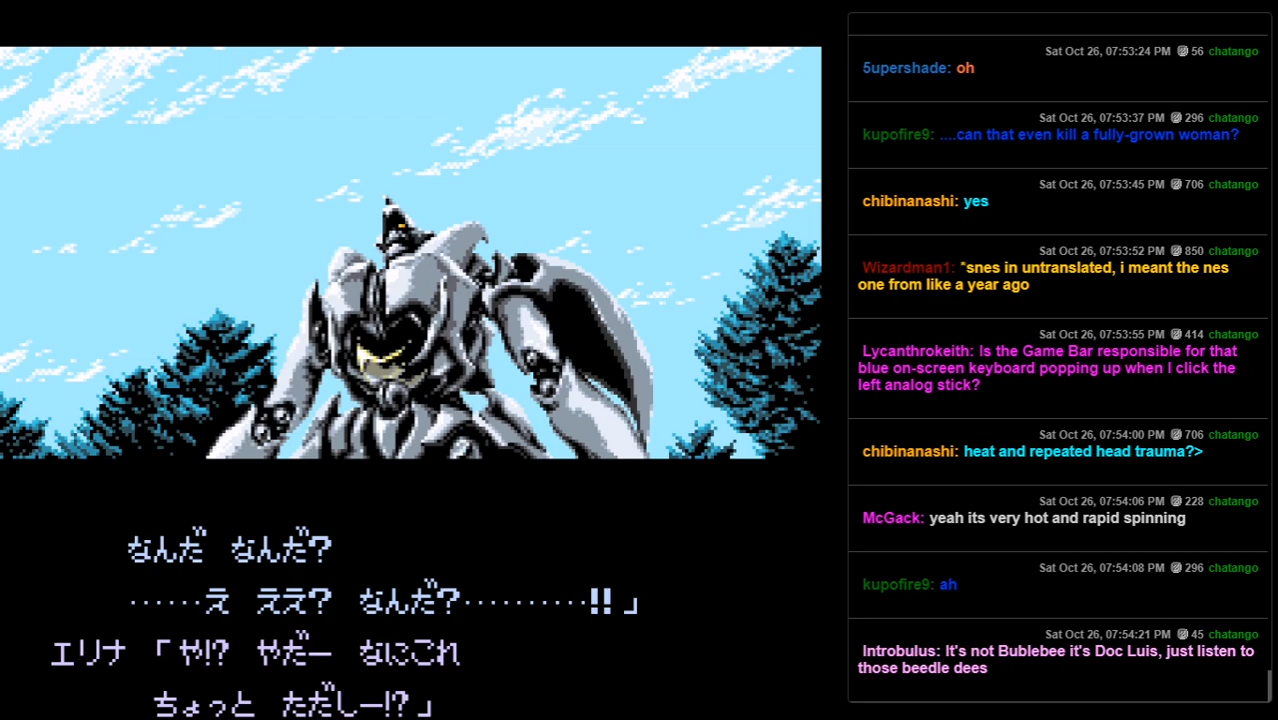 なんだ なんだ?
……え ええ? なんだ?…………!!」
エリナ「や!? やだー なにこれ
ちょっと ただしー!?」
Sat Oct 26, 07:53:24 PM 56 chatango
5upershade: oh
Sat Oct 26, 07:53:37 PM 296 chatango
kupofire9: ....can that even kill a fully-grown woman?
Sat Oct 26, 07:53:45 PM 706 chatango
chibinanashi: yes
Sat Oct 26, 07:53:52 PM 850 chatango
Wizardman1: *snes in untranslated, i meant the nes
one from like a year ago
Sat Oct 26, 07:53:55 PM 414 chatango
Lycanthrokeith: Is the Game Bar responsible for that
blue on-screen keyboard popping up when I click the
left analog stick?
Sat Oct 26, 07:54:00 PM 706 chatango
chibinanashi: heat and repeated head trauma?>
Sat Oct 26, 07:54:06 PM 228 chatango
McGack: yeah its very hot and rapid spinning
Sat Oct 26, 07:54:08 PM 296 chatango
kupofire9: ah
Sat Oct 26, 07:54:21 PM 45 chatango
Introbulus: It's not Bublebee it's Doc Luis, just listen to
those beedle dees